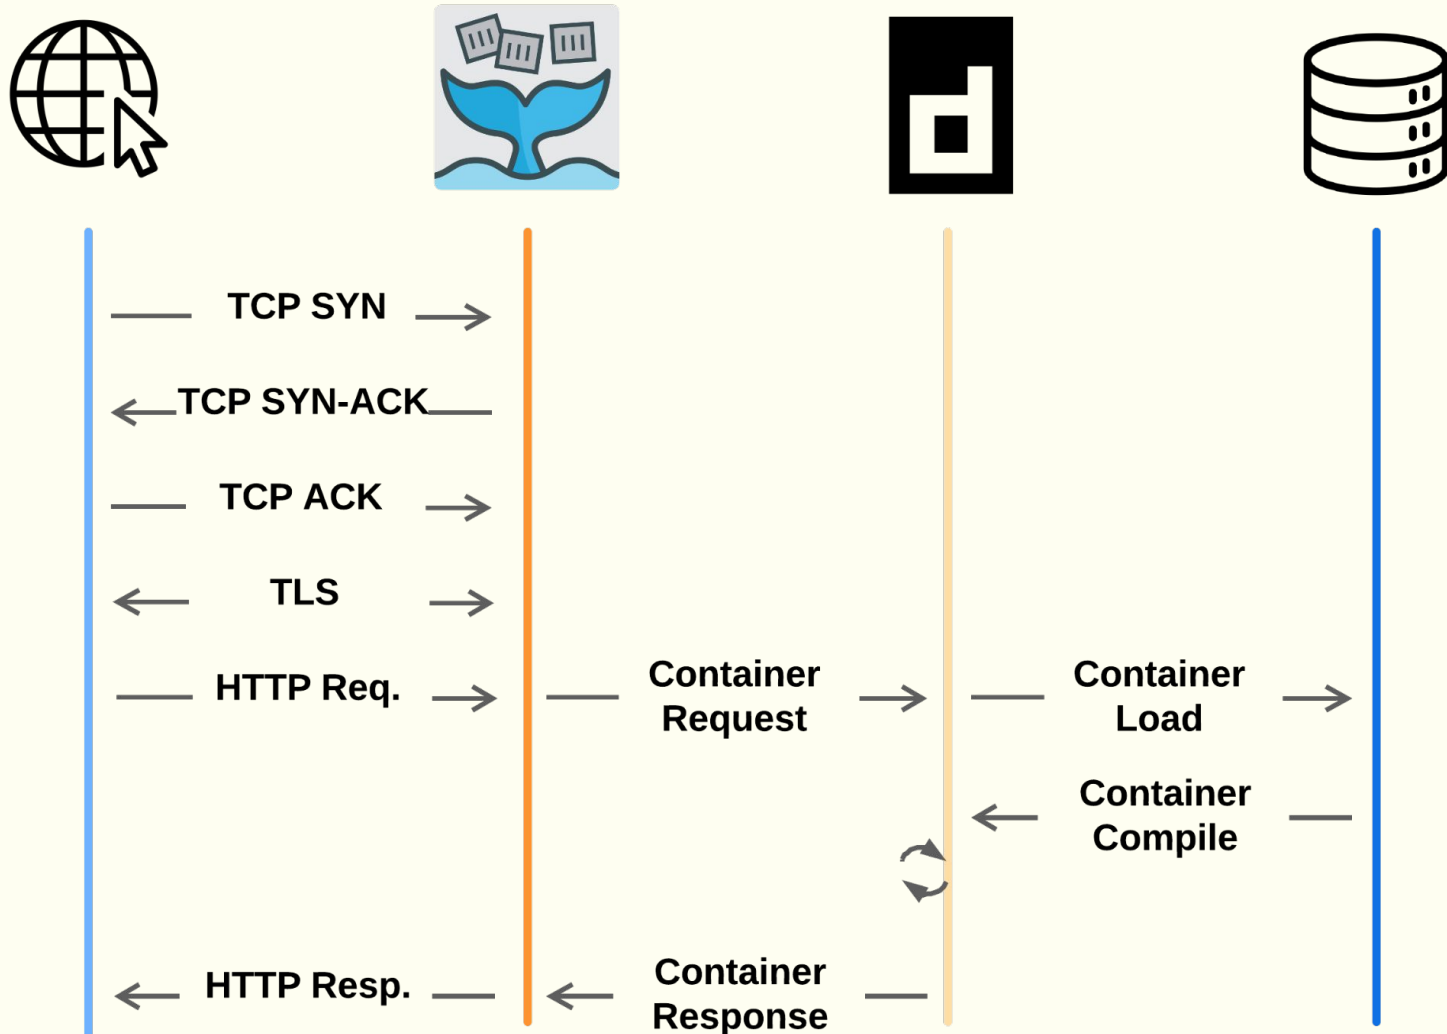 TCP SYN
TCP SYN-ACK
TCP ACK
TLS
HTTP Req.
Container
Request
Container
Load
Container
Compile
HTTP Resp.
Container
Response